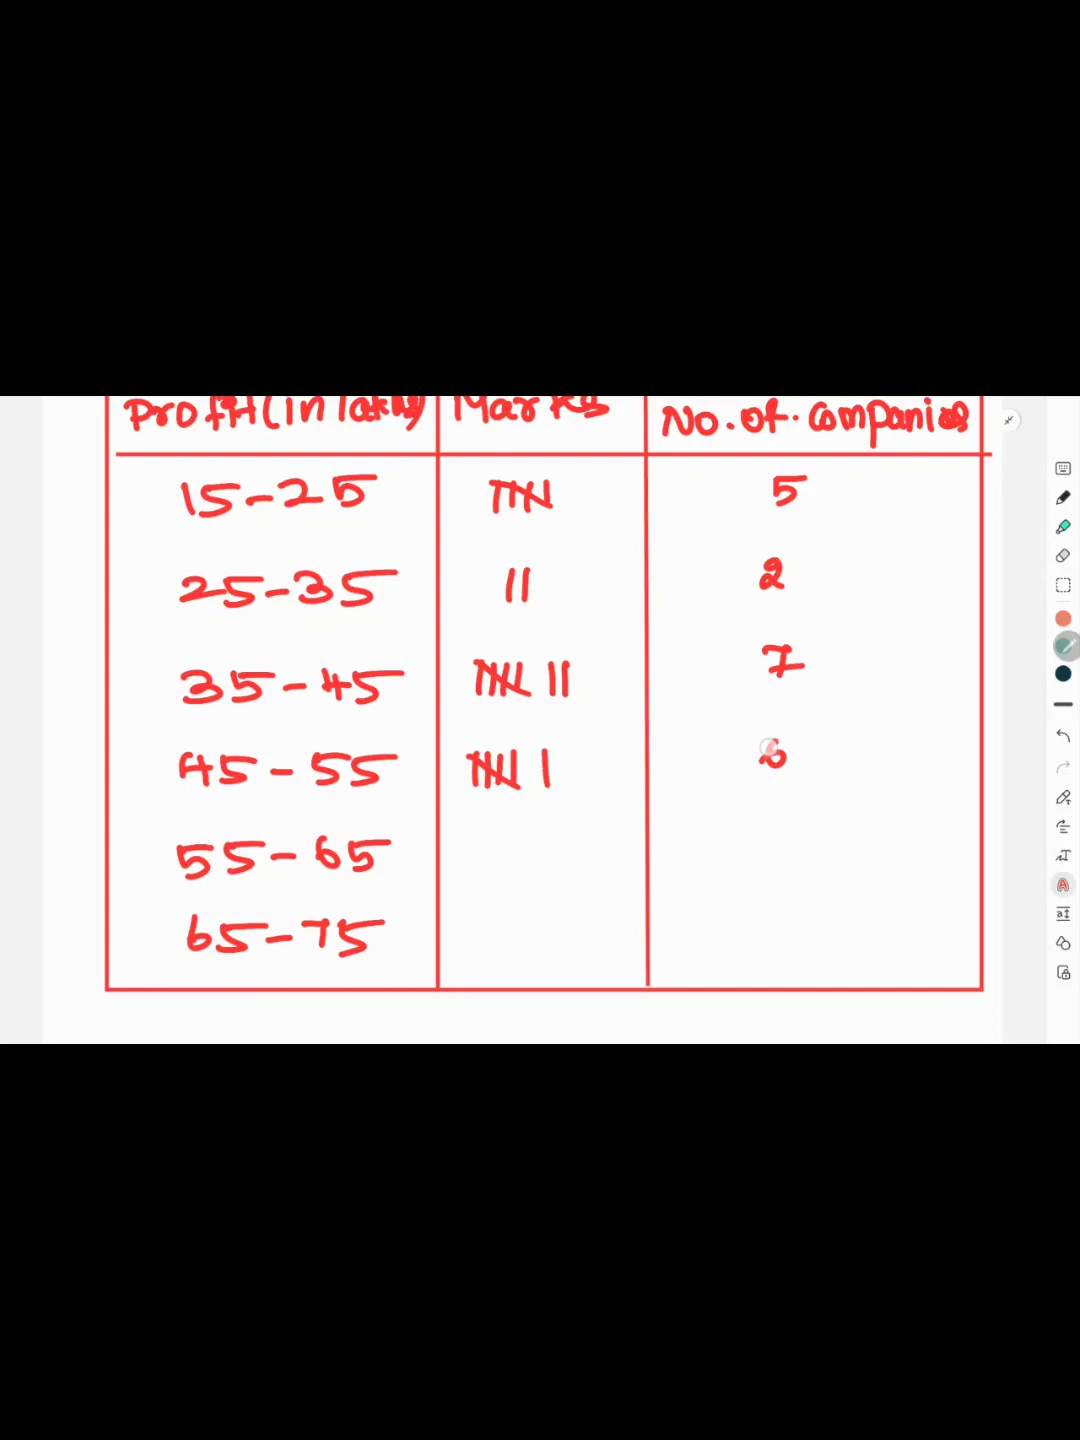 Profit (in lakhs) Marks No. of. Companies
15-25 5
25-35 || 2
35-45 7
45-55 6
55-65
65-75